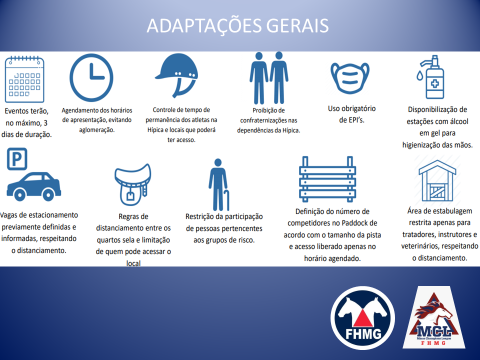 ADAPTAÇÕES GERAIS
Eventos terão,
no máximo, 3
dias de duração.
Agendamento dos horários
de apresentação, evitando
aglomeração.
Controle de tempo de
permanência dos atletas na
Hípica e locais que poderá
ter acesso.
Proibição de
confraternizações nas
dependências da Hípica.
Uso obrigatório
de EPI's.
Disponibilização de
estações com álcool
em gel para
higienização das mãos.
P
Vagas de estacionamento
previamente definidas e
informadas, respeitando
o distanciamento.
Regras de
distanciamento entre os
quartos sela e limitação
de quem pode acessar o
local
Restrição da participação
de pessoas pertencentes
aos grupos de risco.
Definição do número de
competidores no Paddock de
acordo com o tamanho da pista
e acesso liberado apenas no
horário agendado.
Área de estabulagem
restrita apenas para
tratadores, instrutores e
veterinários, respeitando
o distanciamento.
FHMG
MCL
FHMG